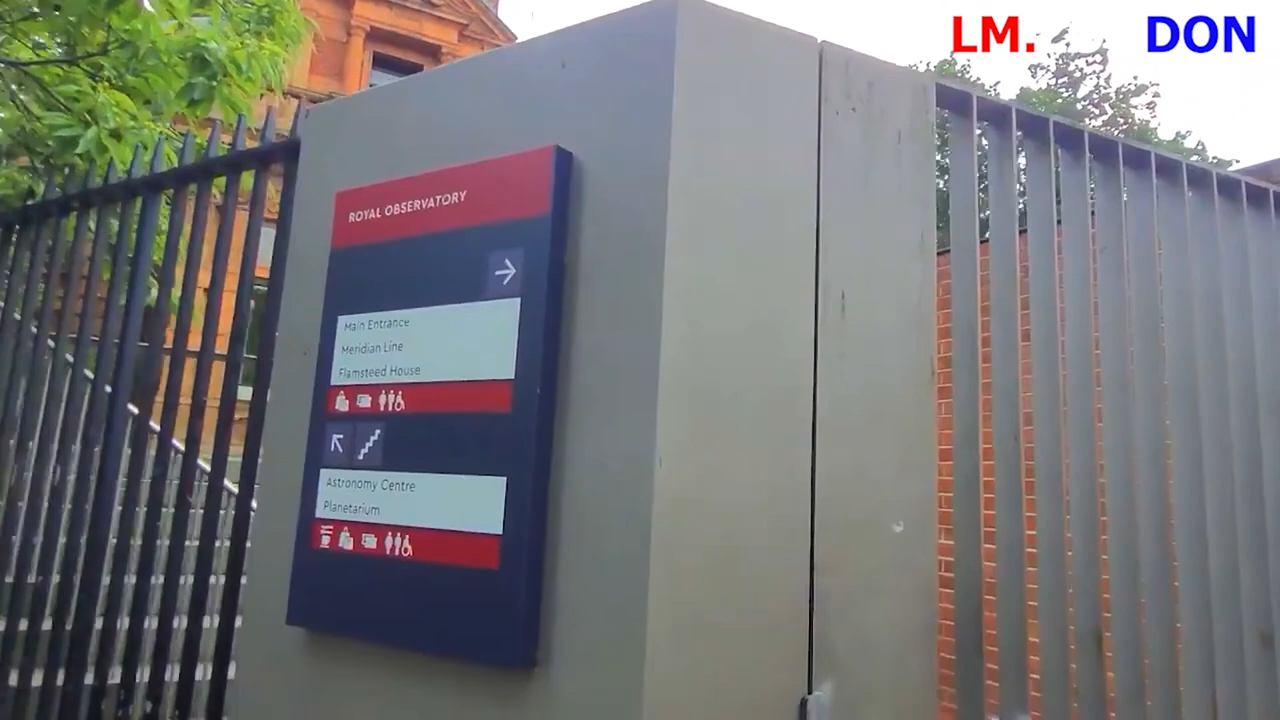 LM. DON
ROYAL OBSERVATORY
Main Entrance
Meridian Line
Flamsteed House
Astronomy Centre
Planetarium